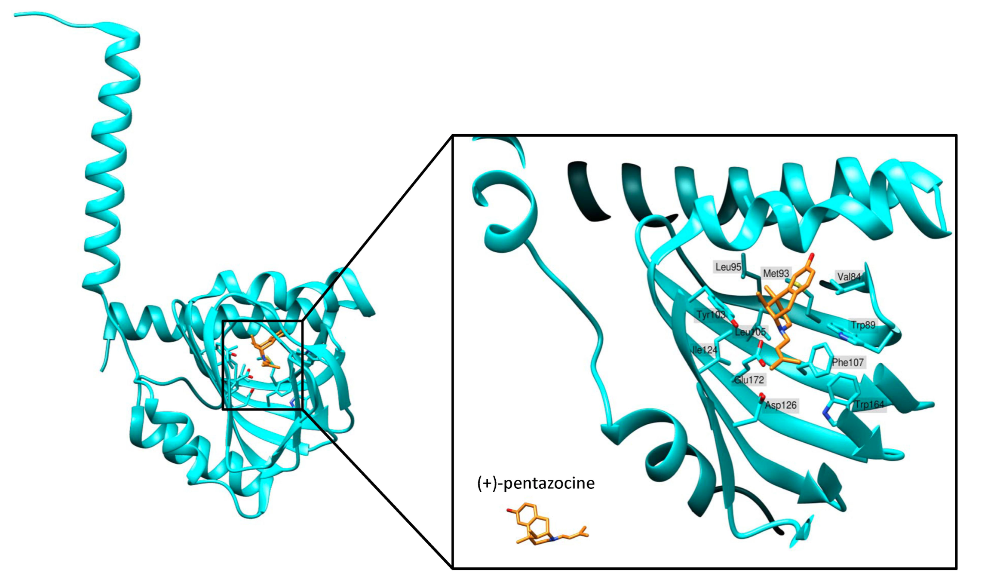 Leu95
Met93
Val84
Tyr103
Leu105
Trp89
Ile124
Phe107
Glu172
Asp126
Trp164
(+)-pentazocine